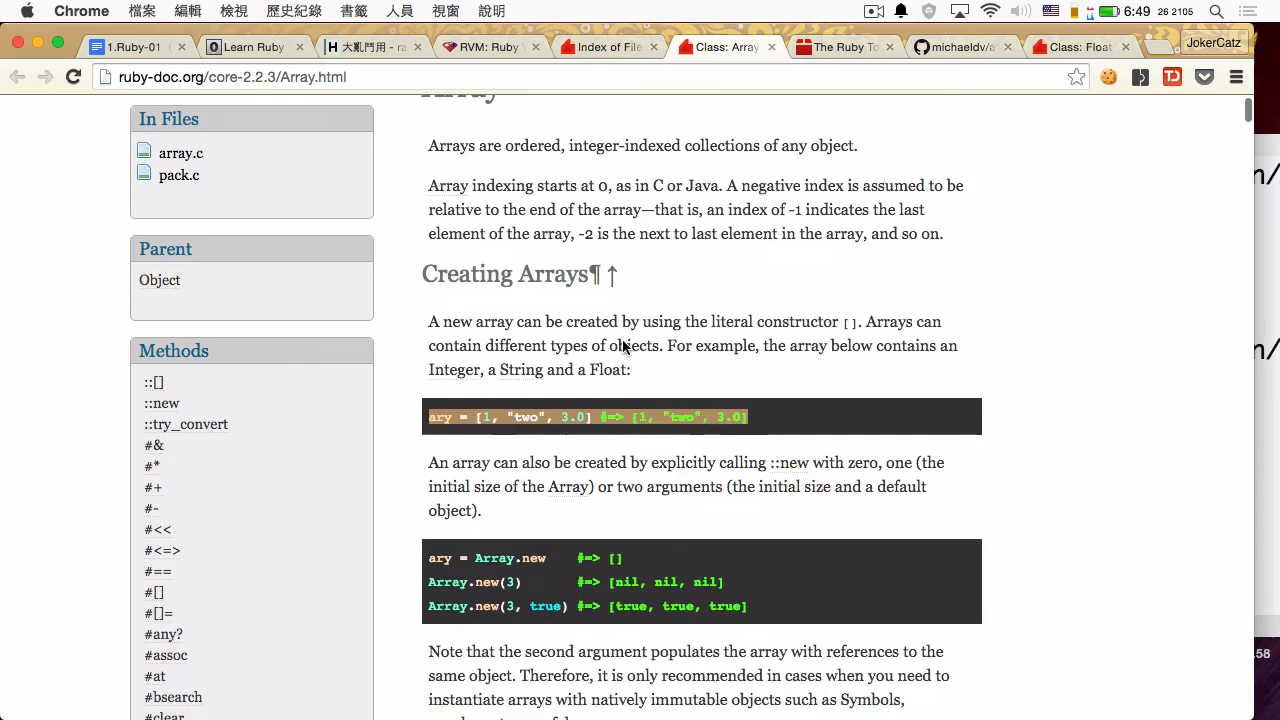 Chrome 檔案 編輯 檢視 歷史紀錄 書籤 人員 視窗 說明 6:49 26 2105
1.Ruby-01 Learn Ruby 大亂鬥用 - ra RVM: Ruby Index of File Class: Array The Ruby To michaeldv/a Class: Float JokerCatz
ruby-doc.org/core-2.2.3/Array.html
Array
In Files
array.c
pack.c
Parent
Object
Methods
::[]
::new
::try_convert
#&
#*
#+
#-
#<<
#<=>
#==
#[]
#[]=
#any?
#assoc
#at
#bsearch
#clear
Arrays are ordered, integer-indexed collections of any object.
Array indexing starts at 0, as in C or Java. A negative index is assumed to be
relative to the end of the array—that is, an index of -1 indicates the last
element of the array, -2 is the next to last element in the array, and so on.
Creating Arrays¶ ↑
A new array can be created by using the literal constructor []. Arrays can
contain different types of objects. For example, the array below contains an
Integer, a String and a Float:
ary = [1, "two", 3.0] #=> [1, "two", 3.0]
An array can also be created by explicitly calling ::new with zero, one (the
initial size of the Array) or two arguments (the initial size and a default
object).
ary = Array.new #=> []
Array.new(3) #=> [nil, nil, nil]
Array.new(3, true) #=> [true, true, true]
Note that the second argument populates the array with references to the
same object. Therefore, it is only recommended in cases when you need to
instantiate arrays with natively immutable objects such as Symbols,
m/
m/
.58